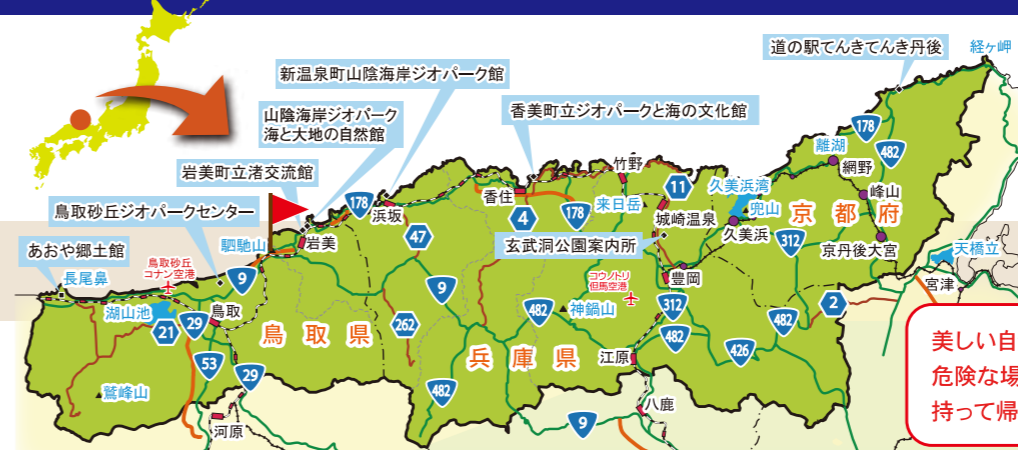 道の駅てんきてんき丹後
経ヶ岬
新温泉町山陰海岸ジオパーク館
山陰海岸ジオパーク
海と大地の自然館
香美町立ジオパークと海の文化館
岩美町立渚交流館
鳥取砂丘ジオパークセンター
あおや郷土館
178
482
離湖
網野
峰山
竹野
11
久美浜湾
兜山
京都府
香住
4
178
来日岳
城崎温泉
久美浜
312
京丹後大宮
178
浜坂
47
岩美
駟馳山
9
玄武洞公園案内所
天橋立
宮津
長尾鼻
鳥取砂丘
コナン空港
コウノトリ
但馬空港
豊岡
9
482
神鍋山
312
482
2
湖山池
21
29
鳥取
鳥取県
262
兵庫県
江原
482
426
53
29
鷲峰山
482
八鹿
9
河原
美しい自
危険な場
持って帰